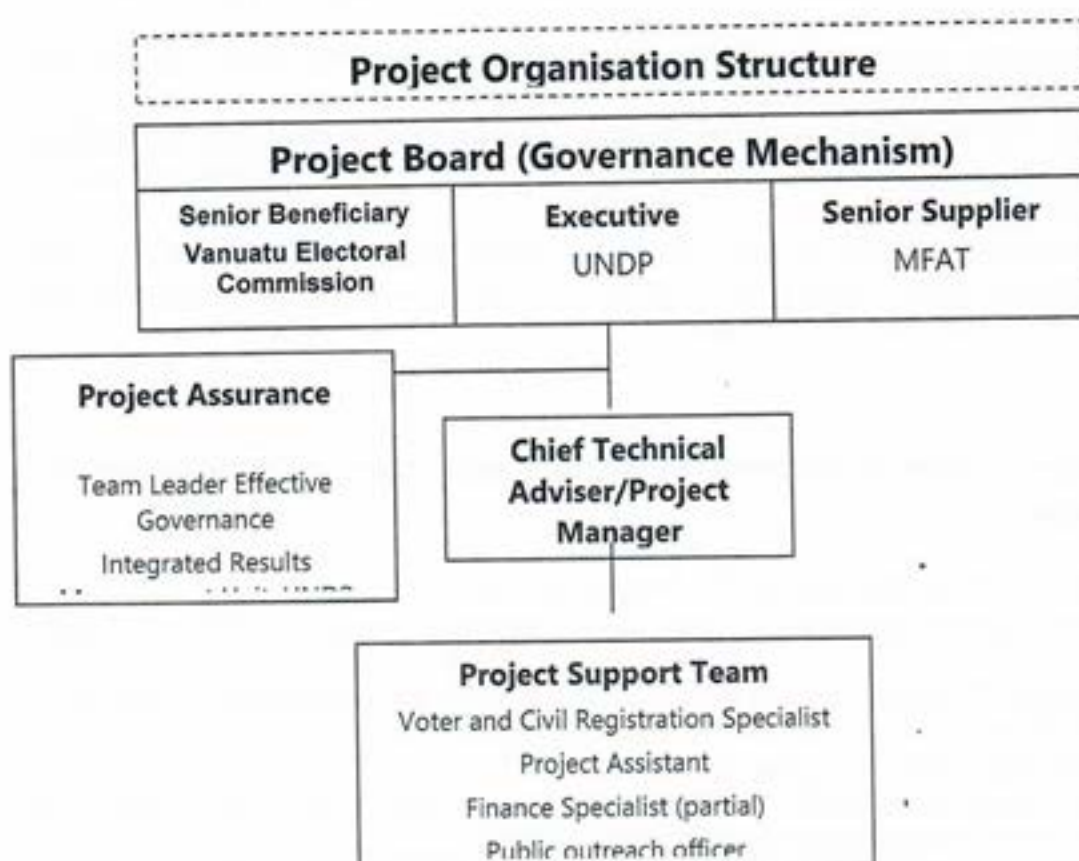 Project Organisation Structure
Project Board (Governance Mechanism)
Senior Beneficiary
Vanuatu Electoral
Commission
Executive
UNDP
Senior Supplier
MFAT
Project Assurance
Team Leader Effective
Governance
Integrated Results
Chief Technical
Adviser/Project
Manager
Project Support Team
Voter and Civil Registration Specialist
Project Assistant
Finance Specialist (partial)
Public outreach officer